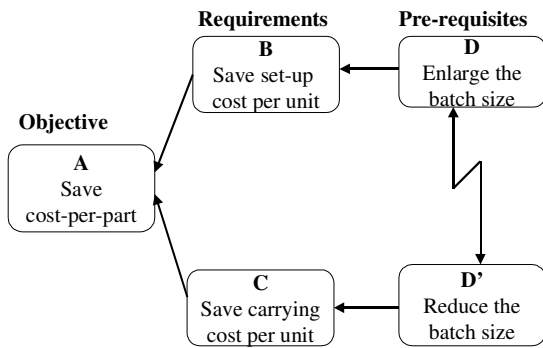 Requirements
Pre-requisites
B
Save set-up
cost per unit
D
Enlarge the
batch size
Objective
A
Save
cost-per-part
C
Save carrying
cost per unit
D’
Reduce the
batch size